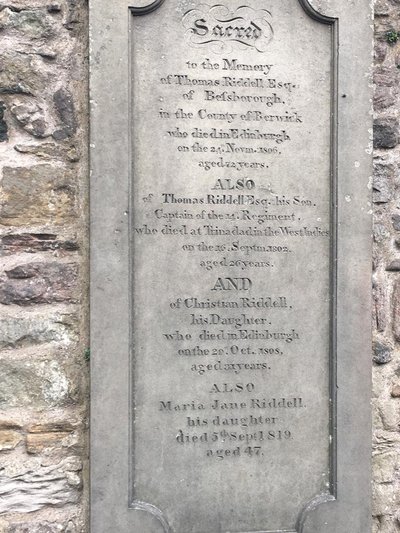 Sacred
to the Memory
of Thomas Riddell Esq.
of Beſsborough,
in the County of Berwick
who died in Edinburgh
on the 24. Novm. 1806,
aged 72 years.
ALSO
of Thomas Riddell Esq. his Son,
Captain of the 14. Regiment,
who died at Trinadad in the West Indies
on the 16. Septm. 1802.
aged 26 years.
AND
of Christian Riddell,
his Daughter,
who died in Edinburgh
on the 20. Oct. 1808,
aged 31 years.
ALSO
Maria Jane Riddell.
his daughter
died 5th Sept 1819.
aged 47.